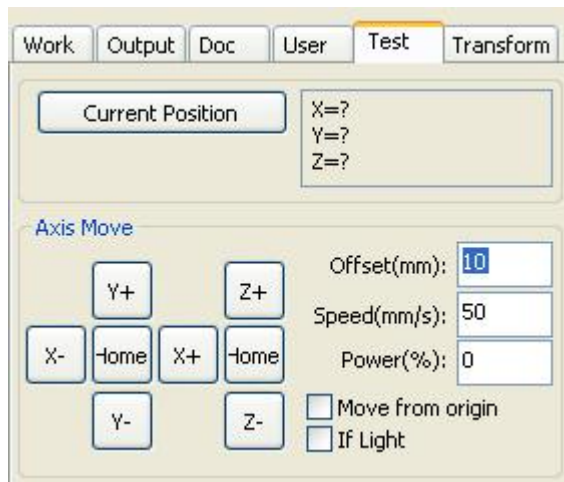 Work Output Doc User Test Transform
Current Position
X=?
Y=?
Z=?
Axis Move
Offset(mm): 10
Y+ Z+
Speed(mm/s): 50
X- Home X+ Home
Power(%): 0
Move from origin
Y- Z-
If Light